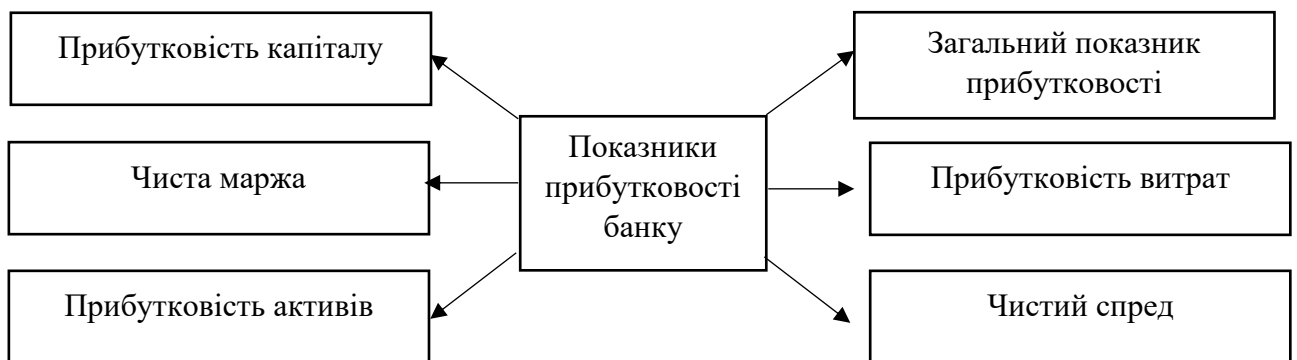 Прибутковість капіталу
Загальний показник
прибутковості
Показники
прибутковості
банку
Чиста маржа
Прибутковість витрат
Прибутковість активів
Чистий спред